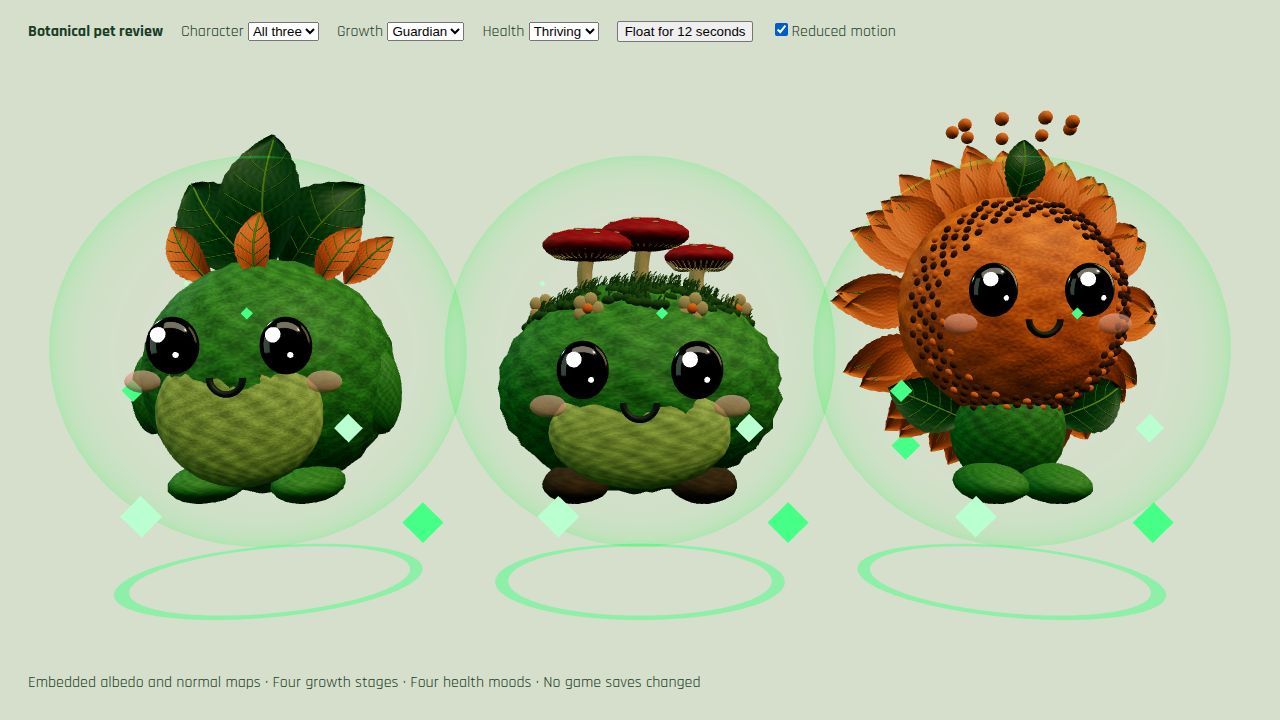 Botanical pet review Character All three Growth Guardian Health Thriving Float for 12 seconds Reduced motion
Embedded albedo and normal maps · Four growth stages · Four health moods · No game saves changed